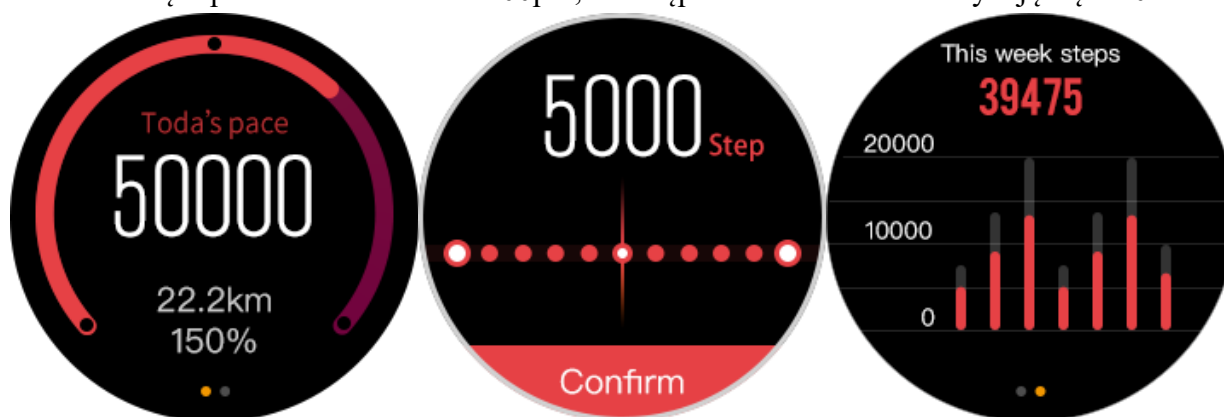 Toda's pace
50000
22.2km
150%
5000 Step
Confirm
This week steps
39475
20000
10000
0